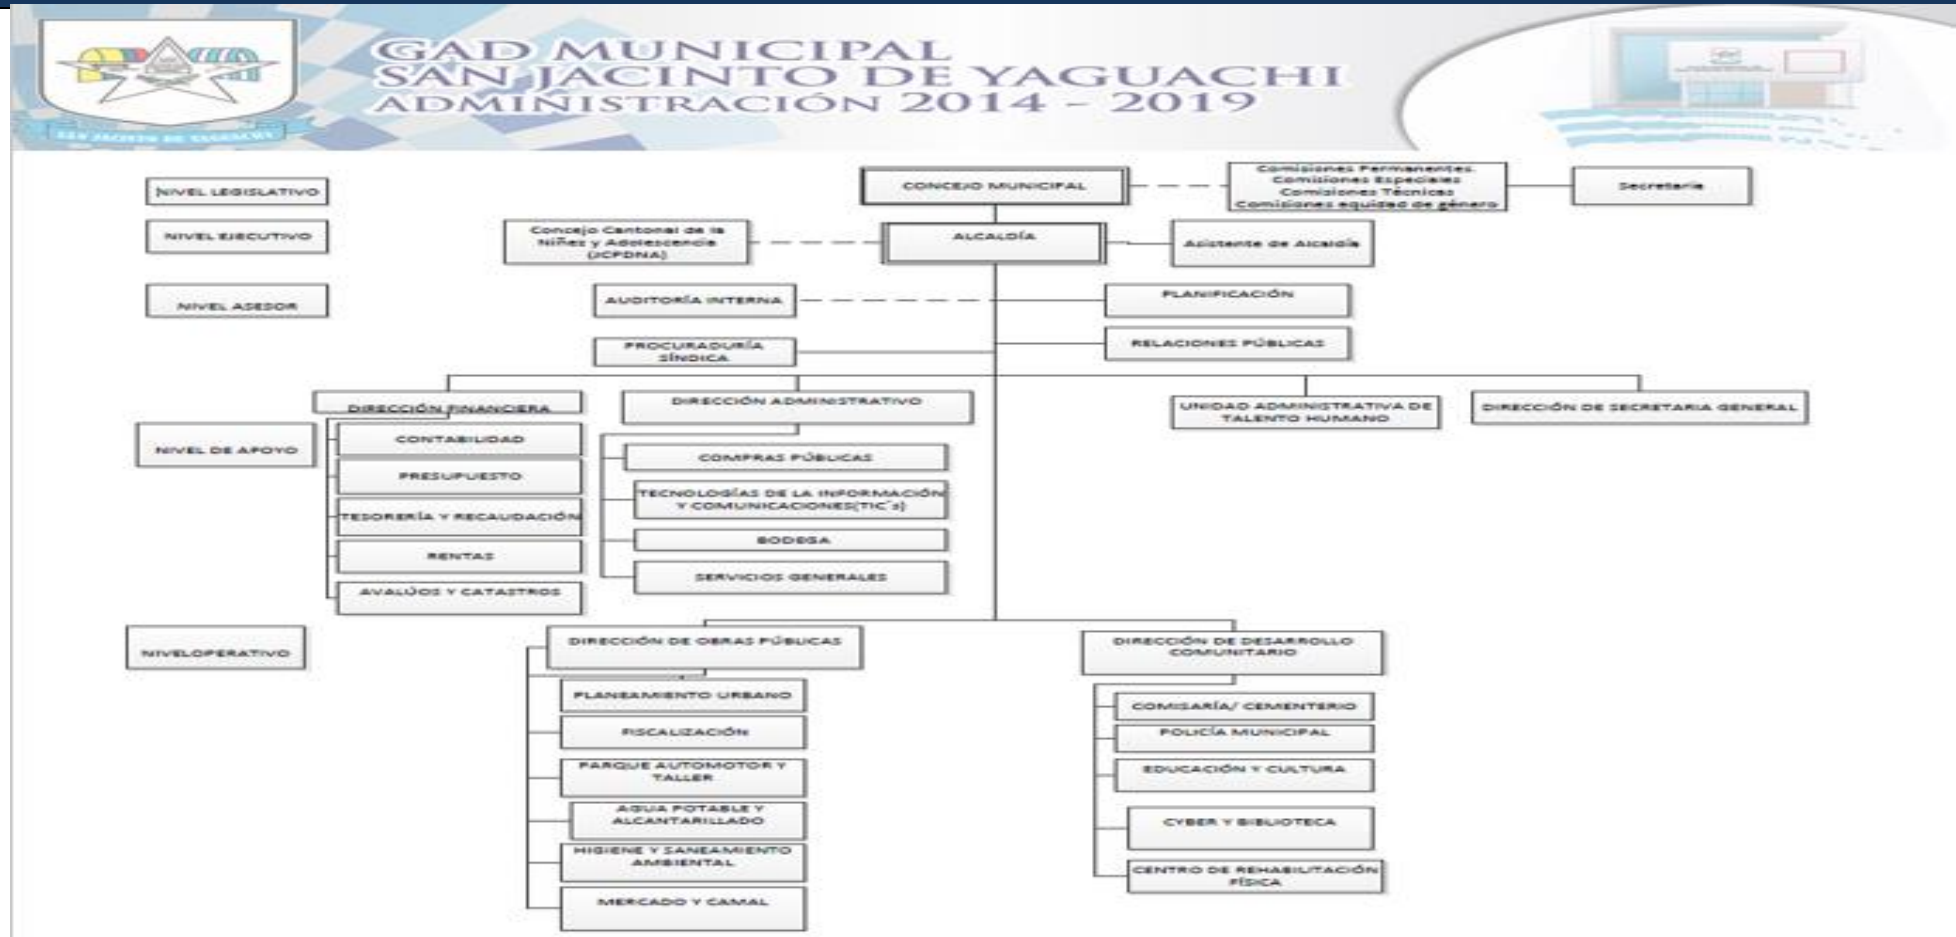 GAD MUNICIPAL
SAN JACINTO DE YAGUACHI
ADMINISTRACIÓN 2014 - 2019
SAN JACINTO DE YAGUACHI
NIVEL LEGISLATIVO
CONCEJO MUNICIPAL
Comisiones Permanentes.
Comisiones Especiales
Comisiones Técnicas
Comisiones equidad de género
Secretaria
NIVEL EJECUTIVO
Concejo Cantonal de la
Niñez y Adolescencia
(JCPDNA)
ALCALDÍA
Asistente de Alcaldía
NIVEL ASESOR
AUDITORÍA INTERNA
PLANIFICACIÓN
PROCURADURÍA
SÍNDICA
RELACIONES PÚBLICAS
NIVEL DE APOYO
DIRECCIÓN FINANCIERA
CONTABILIDAD
PRESUPUESTO
TESORERÍA Y RECAUDACIÓN
RENTAS
AVALÚOS Y CATASTROS
DIRECCIÓN ADMINISTRATIVO
COMPRAS PÚBLICAS
TECNOLOGÍAS DE LA INFORMACIÓN
Y COMUNICACIONES(TIC´s)
BODEGA
SERVICIOS GENERALES
UNIDAD ADMINISTRATIVA DE
TALENTO HUMANO
DIRECCIÓN DE SECRETARIA GENERAL
NIVELOPERATIVO
DIRECCIÓN DE OBRAS PÚBLICAS
PLANEAMIENTO URBANO
FISCALIZACIÓN
PARQUE AUTOMOTOR Y
TALLER
AGUA POTABLE Y
ALCANTARILLADO
HIGIENE Y SANEAMIENTO
AMBIENTAL
MERCADO Y CAMAL
DIRECCIÓN DE DESARROLLO
COMUNITARIO
COMISARÍA/ CEMENTERIO
POLICÍA MUNICIPAL
EDUCACIÓN Y CULTURA
CYBER Y BIBLIOTECA
CENTRO DE REHABILITACIÓN
FÍSICA